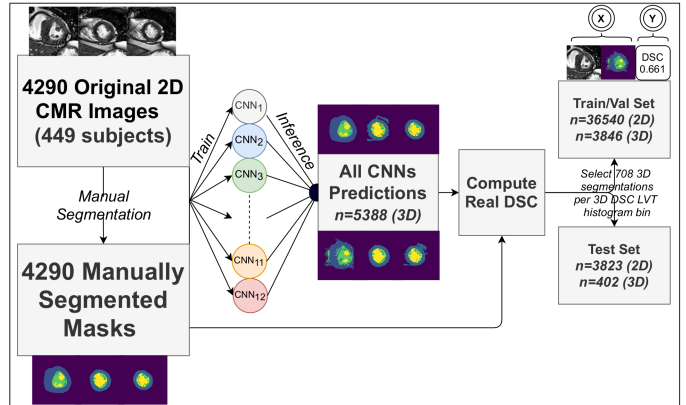 X
Y
DSC
0.661
4290 Original 2D
CMR Images
(449 subjects)
Train
Inference
CNN1
CNN2
CNN3
CNN11
CNN12
Manual
Segmentation
4290 Manually
Segmented
Masks
All CNNs
Predictions
n=5388 (3D)
Compute
Real DSC
Train/Val Set
n=36540 (2D)
n=3846 (3D)
Select 708 3D
segmentations
per 3D DSC LVT
histogram bin
Test Set
n=3823 (2D)
n=402 (3D)